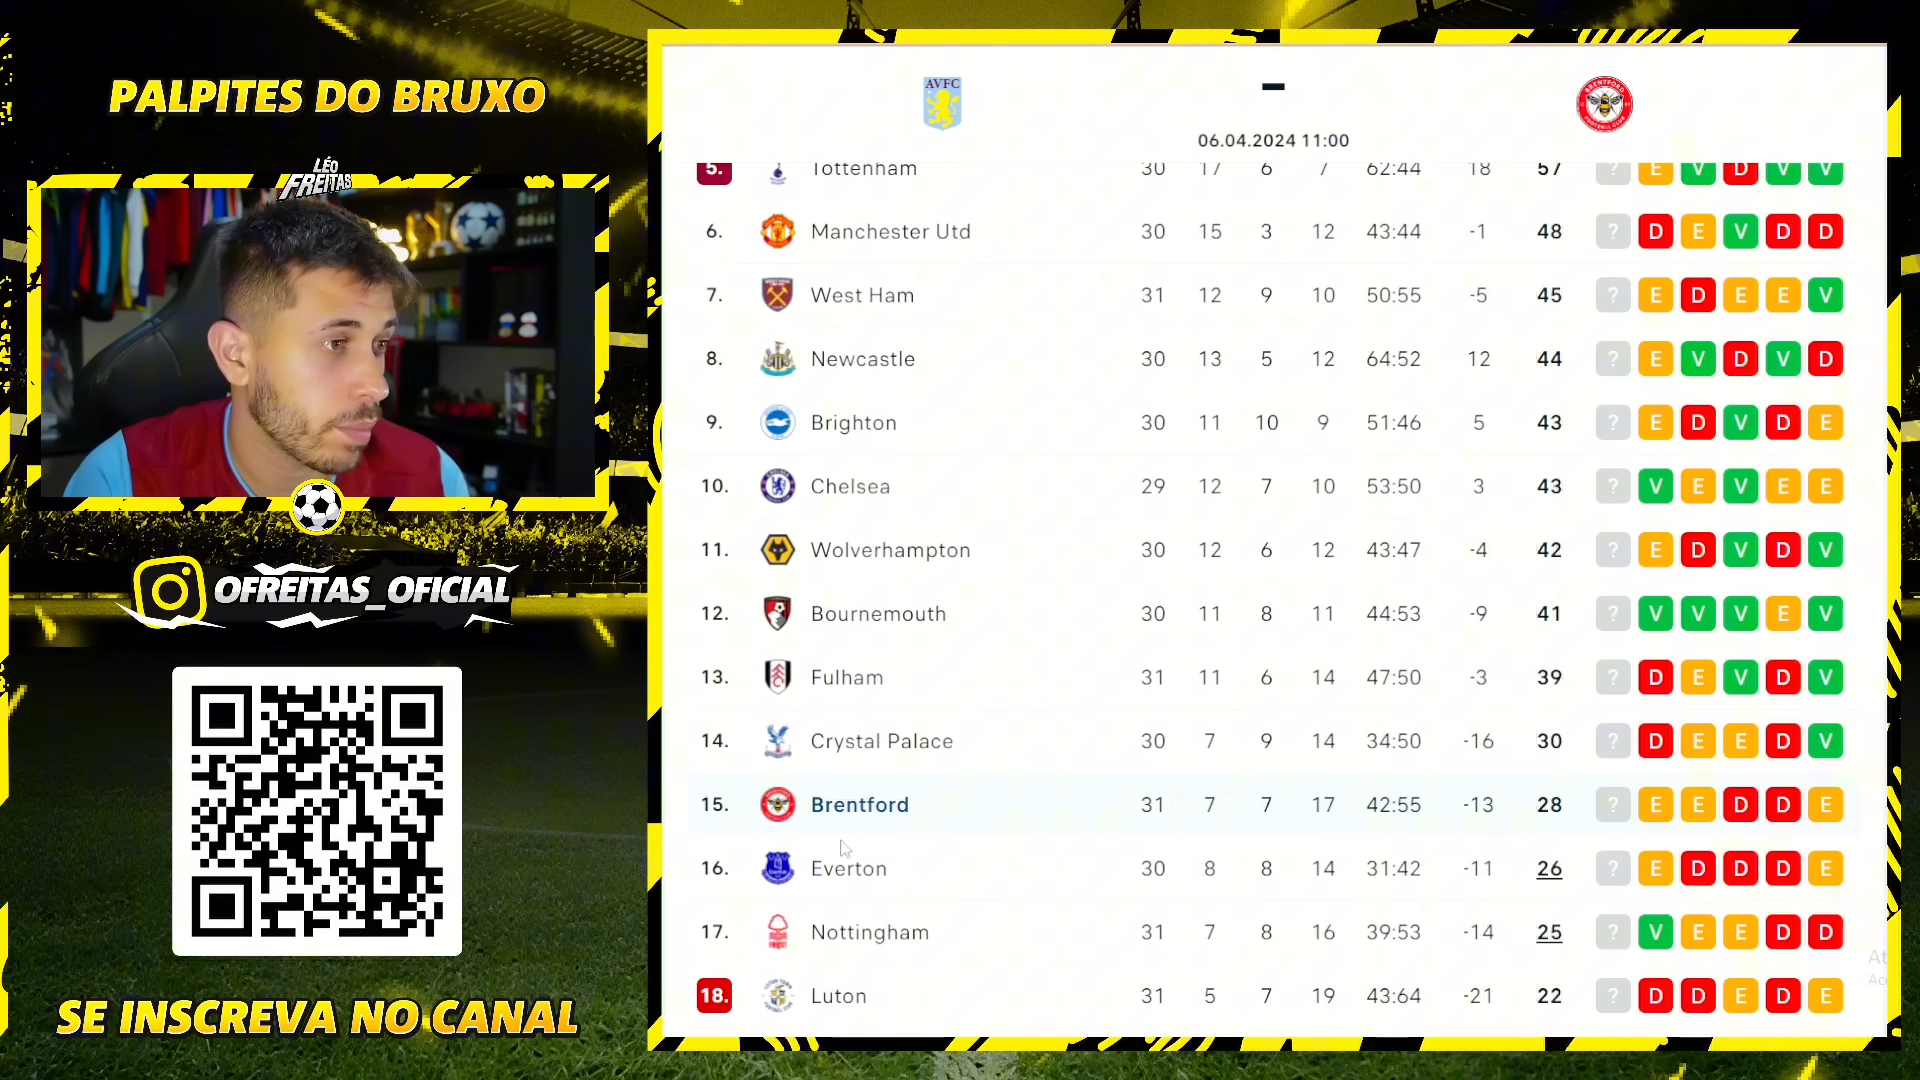 PALPITES DO BRUXO
LÉO
FREITAS
OFREITAS_OFICIAL
SE INSCREVA NO CANAL
AVFC
BRENTFORD
FOOTBALL CLUB
-
06.04.2024 11:00
5. Tottenham 30 17 6 7 62:44 18 57 ? E V D V V
6. Manchester Utd 30 15 3 12 43:44 -1 48 ? D E V D D
7. West Ham 31 12 9 10 50:55 -5 45 ? E D E E V
8. Newcastle 30 13 5 12 64:52 12 44 ? E V D V D
9. Brighton 30 11 10 9 51:46 5 43 ? E D V D E
10. Chelsea 29 12 7 10 53:50 3 43 ? V E V E E
11. Wolverhampton 30 12 6 12 43:47 -4 42 ? E D V D V
12. Bournemouth 30 11 8 11 44:53 -9 41 ? V V V E V
13. Fulham 31 11 6 14 47:50 -3 39 ? D E V D V
14. Crystal Palace 30 7 9 14 34:50 -16 30 ? D E E D V
15. Brentford 31 7 7 17 42:55 -13 28 ? E E D D E
16. Everton 30 8 8 14 31:42 -11 26 ? E D D D E
17. Nottingham 31 7 8 16 39:53 -14 25 ? V E E D D
18. Luton 31 5 7 19 43:64 -21 22 ? D D E D E